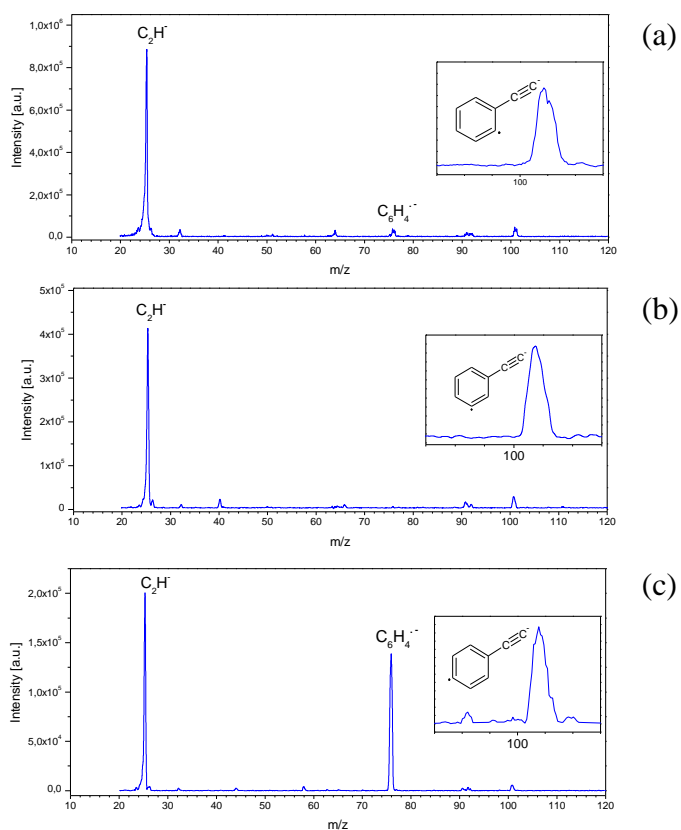 (a)
1,0x10⁶
8,0x10⁵
6,0x10⁵
4,0x10⁵
2,0x10⁵
0,0
Intensity [a.u.]
C₂H⁻
C₆H₄·⁻
C≡C⁻
100
10 20 30 40 50 60 70 80 90 100 110 120
m/z
(b)
5x10⁵
4x10⁵
3x10⁵
2x10⁵
1x10⁵
0
Intensity [a.u.]
C₂H⁻
C≡C⁻
100
10 20 30 40 50 60 70 80 90 100 110 120
m/z
(c)
2,0x10⁵
1,5x10⁵
1,0x10⁵
5,0x10⁴
0,0
Intensity [a.u.]
C₂H⁻
C₆H₄·⁻
C≡C⁻
100
10 20 30 40 50 60 70 80 90 100 110 120
m/z